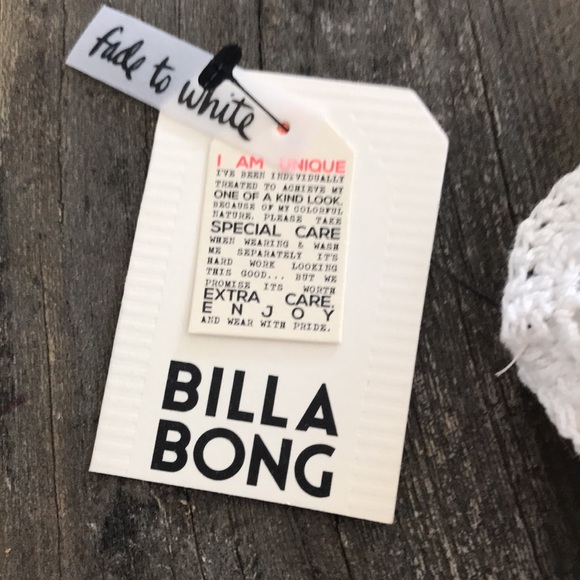 fade to white
I AM UNIQUE
I'VE BEEN INDIVIDUALLY
TREATED TO ACHIEVE MY
ONE OF A KIND LOOK.
BECAUSE OF MY COLORFUL
NATURE, PLEASE TAKE
SPECIAL CARE
WHEN WEARING & WASH
ME SEPARATELY IT'S
HARD WORK LOOKING
THIS GOOD... BUT WE
PROMISE ITS WORTH
EXTRA CARE.
ENJOY
AND WEAR WITH PRIDE.
BILLA
BONG